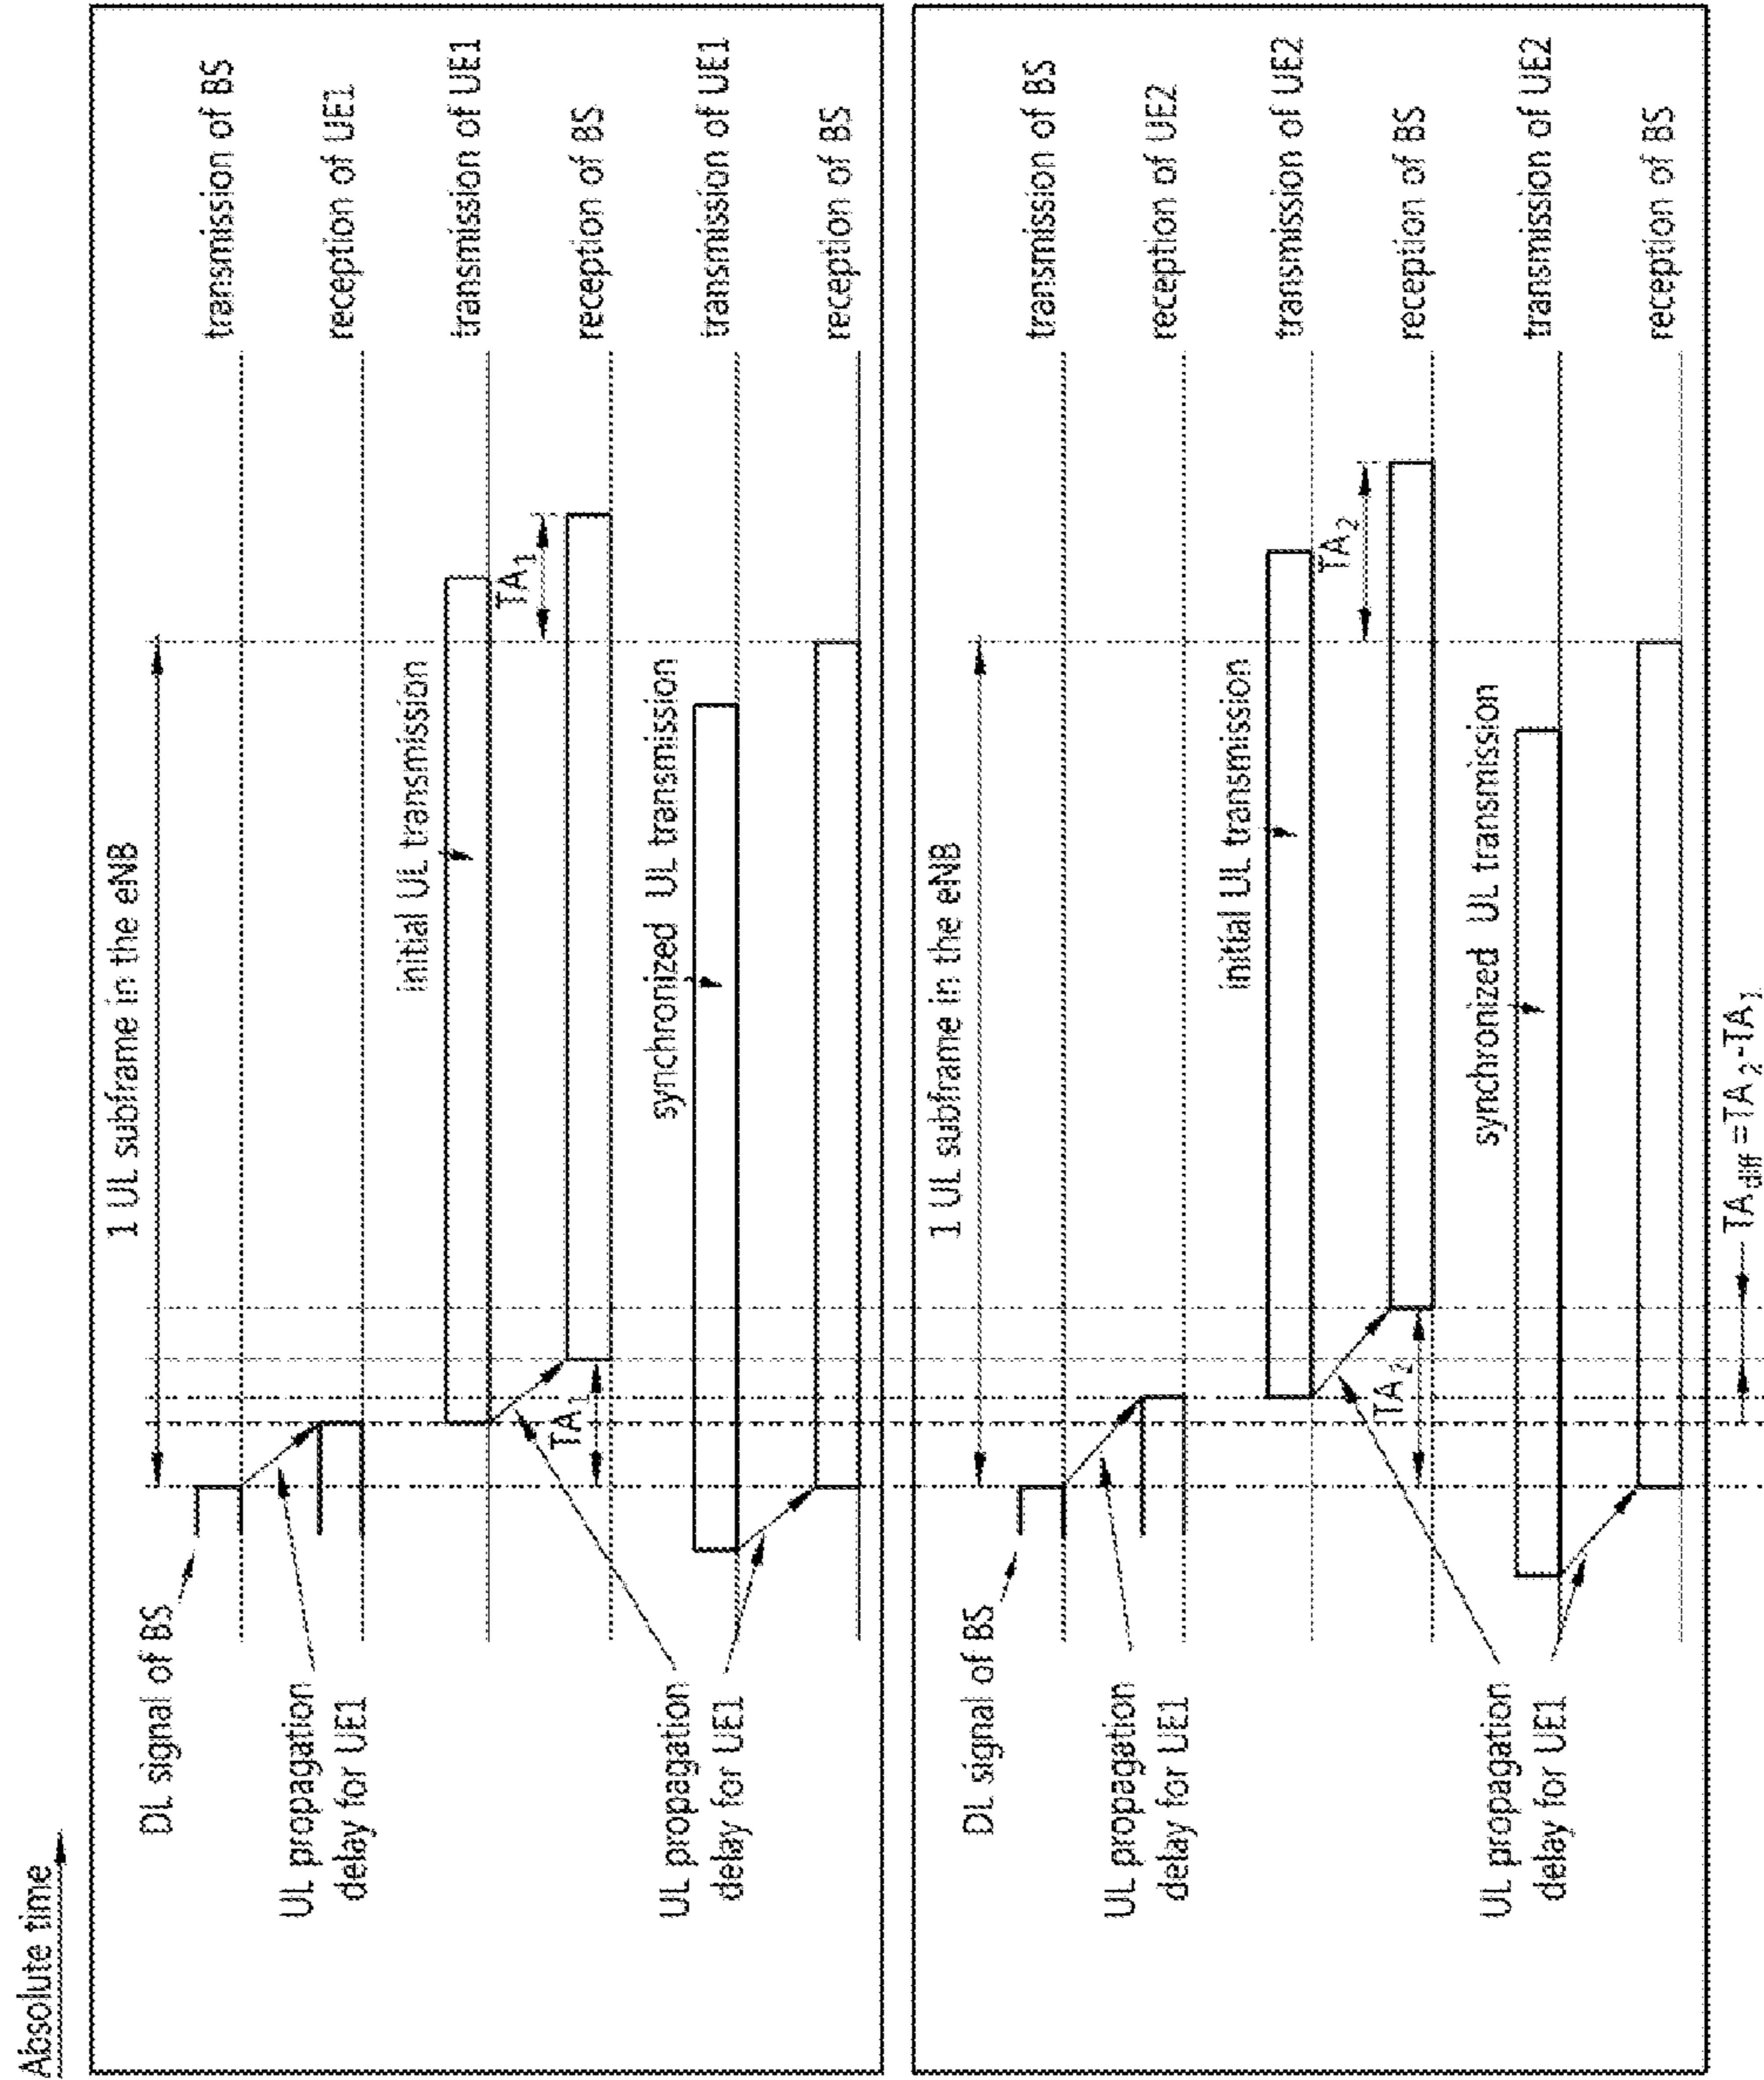 Absolute time
1 UL subframe in the eNB
DL signal of BS
transmission of BS
UL propagation
delay for UE1
reception of UE1
initial UL transmission
transmission of UE1
TA1
TA1
reception of BS
UL propagation
delay for UE1
synchronized UL transmission
transmission of UE1
reception of BS
1 UL subframe in the eNB
DL signal of BS
transmission of BS
UL propagation
delay for UE1
reception of UE2
initial UL transmission
transmission of UE2
TA2
TA2
reception of BS
UL propagation
delay for UE1
synchronized UL transmission
transmission of UE2
reception of BS
TAdiff =TA2-TA1